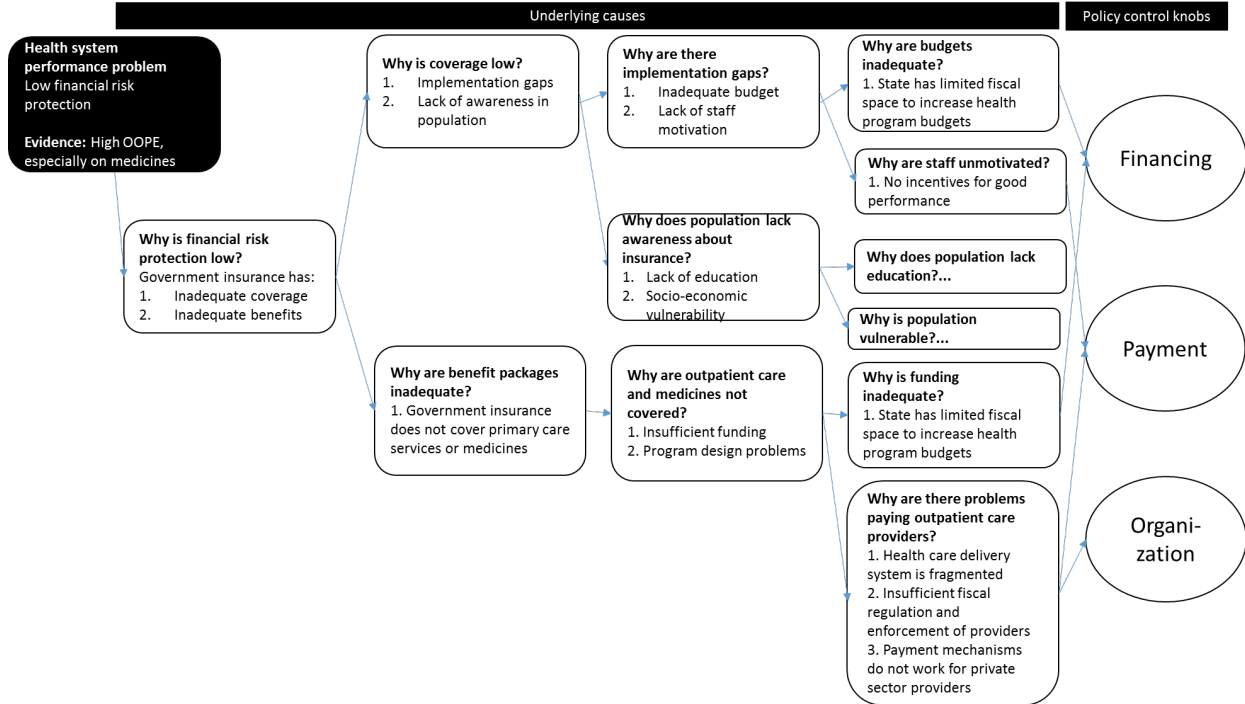 Underlying causes
Policy control knobs
Health system
performance problem
Low financial risk
protection
Evidence: High OOPE,
especially on medicines
Why is financial risk
protection low?
Government insurance has:
1. Inadequate coverage
2. Inadequate benefits
Why is coverage low?
1. Implementation gaps
2. Lack of awareness in
population
Why are benefit packages
inadequate?
1. Government insurance
does not cover primary care
services or medicines
Why are there
implementation gaps?
1. Inadequate budget
2. Lack of staff
motivation
Why does population lack
awareness about
insurance?
1. Lack of education
2. Socio-economic
vulnerability
Why are outpatient care
and medicines not
covered?
1. Insufficient funding
2. Program design problems
Why are budgets
inadequate?
1. State has limited fiscal
space to increase health
program budgets
Why are staff unmotivated?
1. No incentives for good
performance
Why does population lack
education?...
Why is population
vulnerable?...
Why is funding
inadequate?
1. State has limited fiscal
space to increase health
program budgets
Why are there problems
paying outpatient care
providers?
1. Health care delivery
system is fragmented
2. Insufficient fiscal
regulation and
enforcement of providers
3. Payment mechanisms
do not work for private
sector providers
Financing
Payment
Organi-
zation